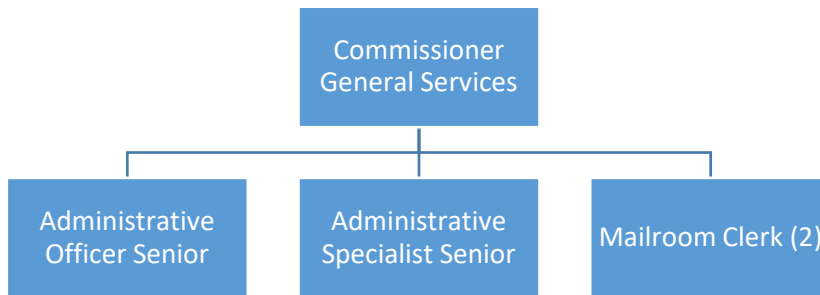 Commissioner
General Services
Administrative
Officer Senior
Administrative
Specialist Senior
Mailroom Clerk (2)